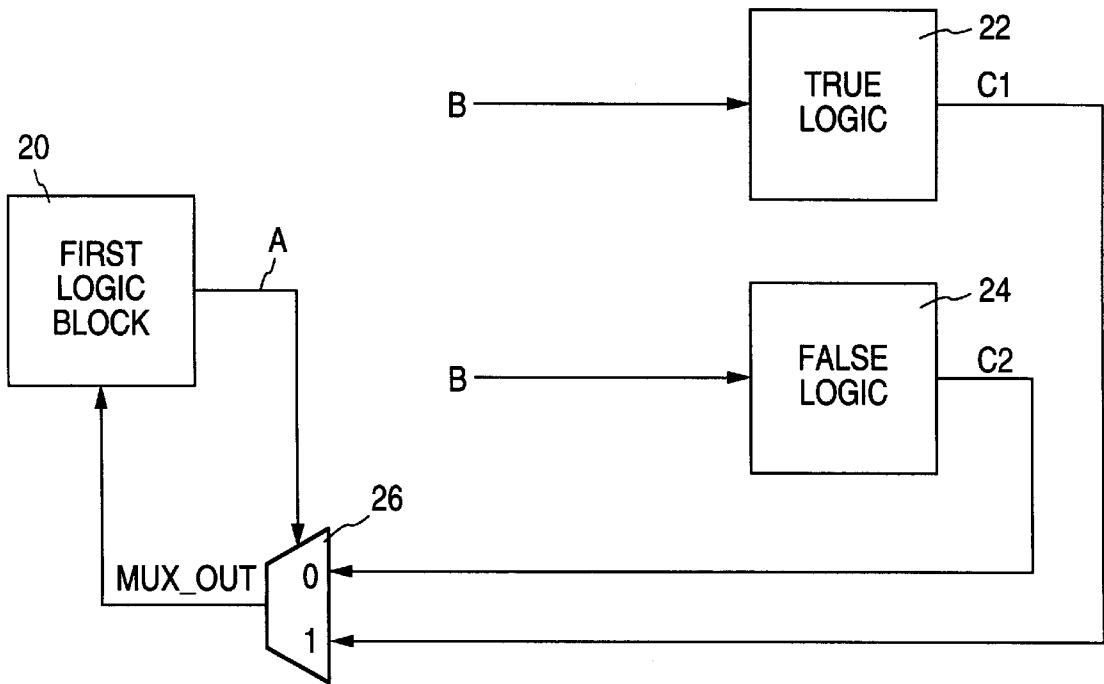 22
TRUE
LOGIC
C1
B
20
FIRST
LOGIC
BLOCK
A
24
FALSE
LOGIC
C2
B
26
MUX_OUT
0
1